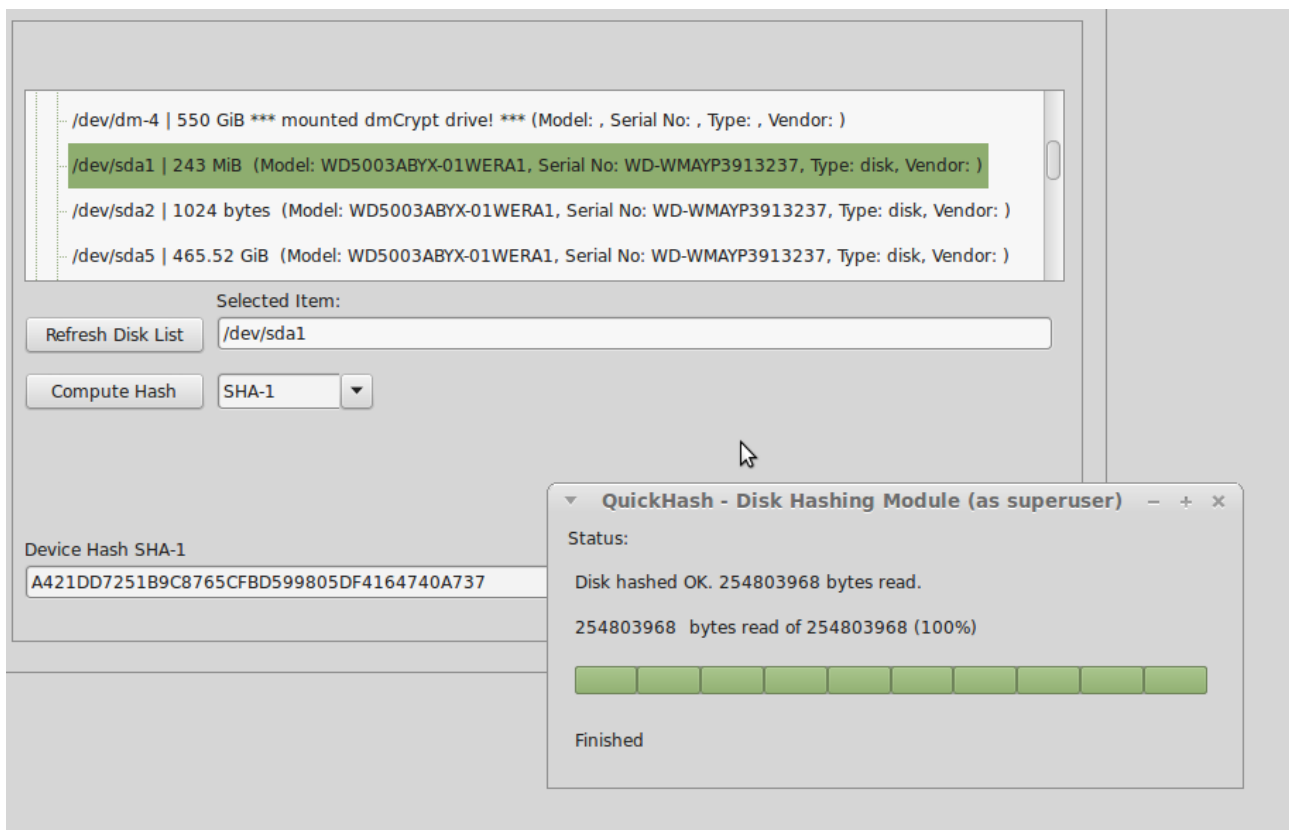 /dev/dm-4 | 550 GiB *** mounted dmCrypt drive! *** (Model: , Serial No: , Type: , Vendor: )
/dev/sda1 | 243 MiB (Model: WD5003ABYX-01WERA1, Serial No: WD-WMAYP3913237, Type: disk, Vendor: )
/dev/sda2 | 1024 bytes (Model: WD5003ABYX-01WERA1, Serial No: WD-WMAYP3913237, Type: disk, Vendor: )
/dev/sda5 | 465.52 GiB (Model: WD5003ABYX-01WERA1, Serial No: WD-WMAYP3913237, Type: disk, Vendor: )
Selected Item:
Refresh Disk List /dev/sda1
Compute Hash SHA-1
Device Hash SHA-1
A421DD7251B9C8765CFBD599805DF4164740A737
QuickHash - Disk Hashing Module (as superuser)
Status:
Disk hashed OK. 254803968 bytes read.
254803968 bytes read of 254803968 (100%)
Finished